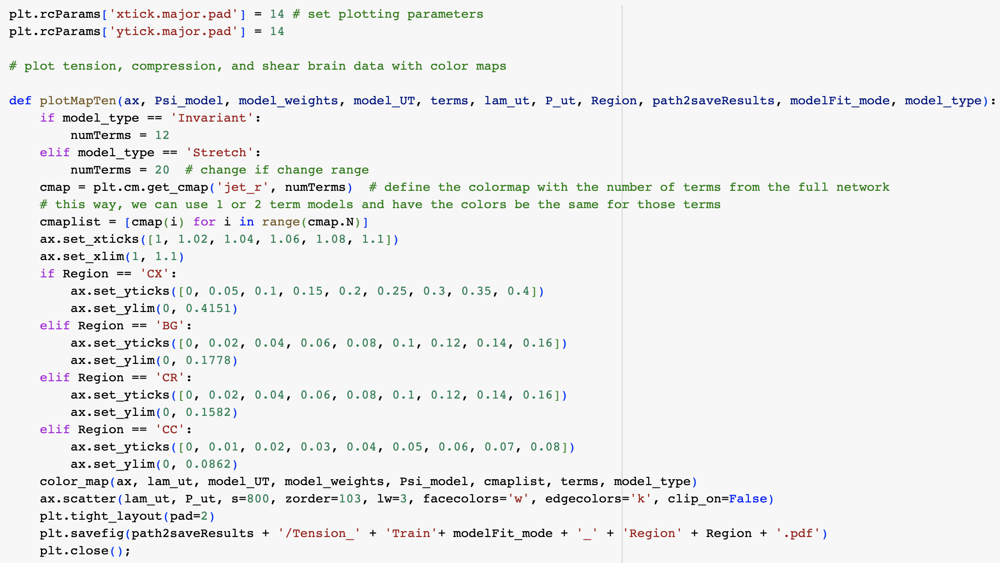 plt.rcParams['xtick.major.pad'] = 14 # set plotting parameters
plt.rcParams['ytick.major.pad'] = 14

# plot tension, compression, and shear brain data with color maps

def plotMapTen(ax, Psi_model, model_weights, model_UT, terms, lam_ut, P_ut, Region, path2saveResults, modelFit_mode, model_type):
    if model_type == 'Invariant':
        numTerms = 12
    elif model_type == 'Stretch':
        numTerms = 20  # change if change range
    cmap = plt.cm.get_cmap('jet_r', numTerms)  # define the colormap with the number of terms from the full network
    # this way, we can use 1 or 2 term models and have the colors be the same for those terms
    cmaplist = [cmap(i) for i in range(cmap.N)]
    ax.set_xticks([1, 1.02, 1.04, 1.06, 1.08, 1.1])
    ax.set_xlim(1, 1.1)
    if Region == 'CX':
        ax.set_yticks([0, 0.05, 0.1, 0.15, 0.2, 0.25, 0.3, 0.35, 0.4])
        ax.set_ylim(0, 0.4151)
    elif Region == 'BG':
        ax.set_yticks([0, 0.02, 0.04, 0.06, 0.08, 0.1, 0.12, 0.14, 0.16])
        ax.set_ylim(0, 0.1778)
    elif Region == 'CR':
        ax.set_yticks([0, 0.02, 0.04, 0.06, 0.08, 0.1, 0.12, 0.14, 0.16])
        ax.set_ylim(0, 0.1582)
    elif Region == 'CC':
        ax.set_yticks([0, 0.01, 0.02, 0.03, 0.04, 0.05, 0.06, 0.07, 0.08])
        ax.set_ylim(0, 0.0862)
    color_map(ax, lam_ut, model_UT, model_weights, Psi_model, cmaplist, terms, model_type)
    ax.scatter(lam_ut, P_ut, s=800, zorder=103, lw=3, facecolors='w', edgecolors='k', clip_on=False)
    plt.tight_layout(pad=2)
    plt.savefig(path2saveResults + '/Tension_' + 'Train'+ modelFit_mode + '_' + 'Region' + Region + '.pdf')
    plt.close();